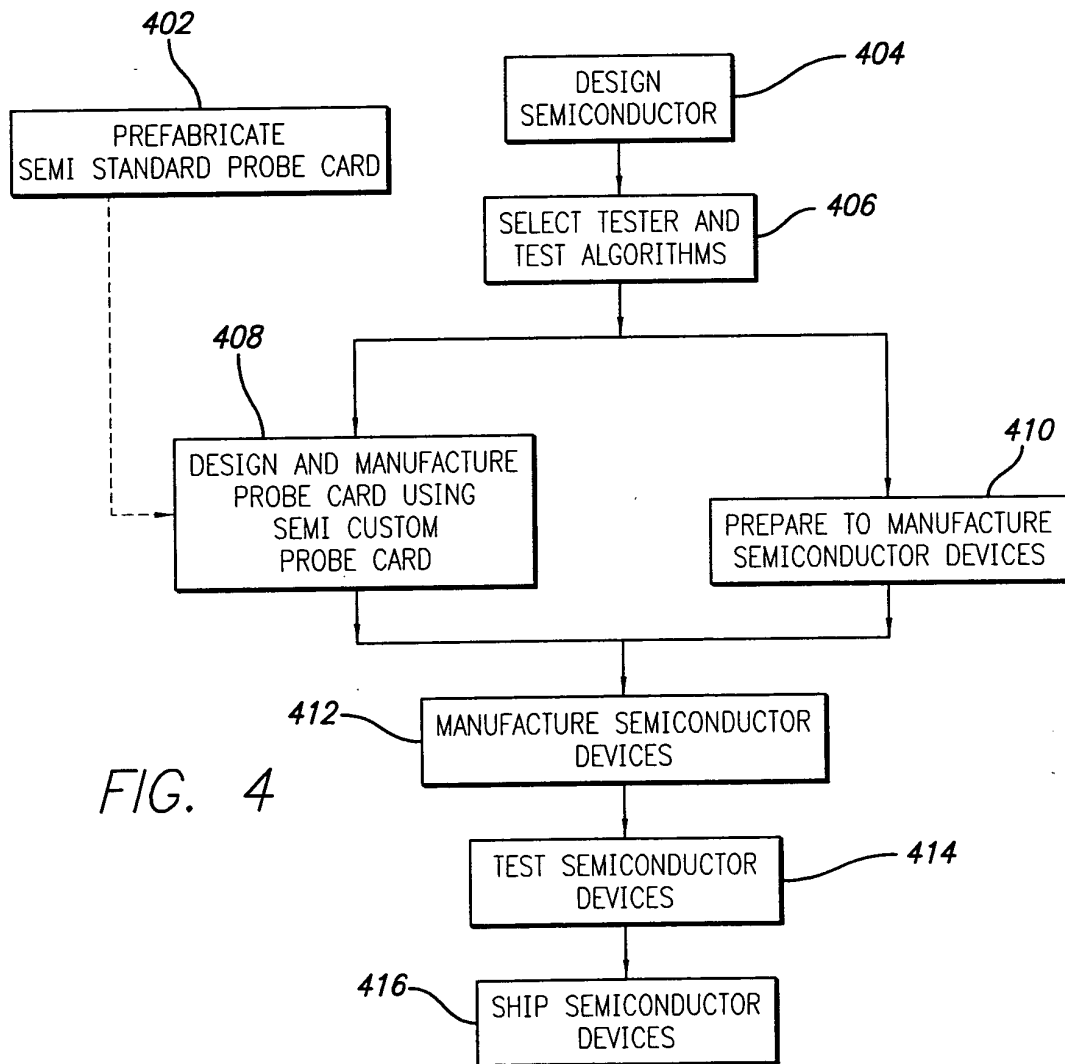 402
PREFABRICATE
SEMI STANDARD PROBE CARD
404
DESIGN
SEMICONDUCTOR
406
SELECT TESTER AND
TEST ALGORITHMS
408
DESIGN AND MANUFACTURE
PROBE CARD USING
SEMI CUSTOM
PROBE CARD
410
PREPARE TO MANUFACTURE
SEMICONDUCTOR DEVICES
412
MANUFACTURE SEMICONDUCTOR
DEVICES
FIG. 4
414
TEST SEMICONDUCTOR
DEVICES
416
SHIP SEMICONDUCTOR
DEVICES